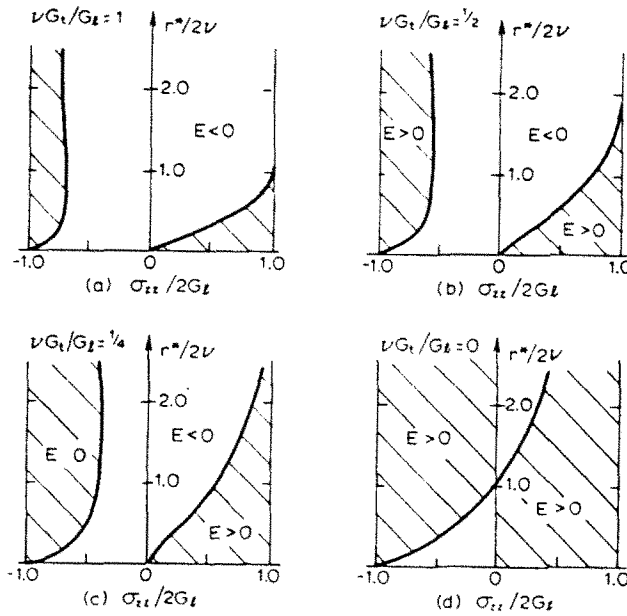 νGt/Gℓ = 1
r*/2ν
2.0
E<0
1.0
-1.0
0
1.0
(a) σzz/2Gℓ
νGt/Gℓ = 1/2
r*/2ν
2.0
E>0
E<0
1.0
E>0
-1.0
0
1.0
(b) σzz/2Gℓ
νGt/Gℓ = 1/4
r*/2ν
2.0
E 0
E<0
1.0
E>0
-1.0
0
1.0
(c) σzz/2Gℓ
νGt/Gℓ = 0
r*/2ν
2.0
E>0
1.0
E>0
-1.0
0
1.0
(d) σzz/2Gℓ